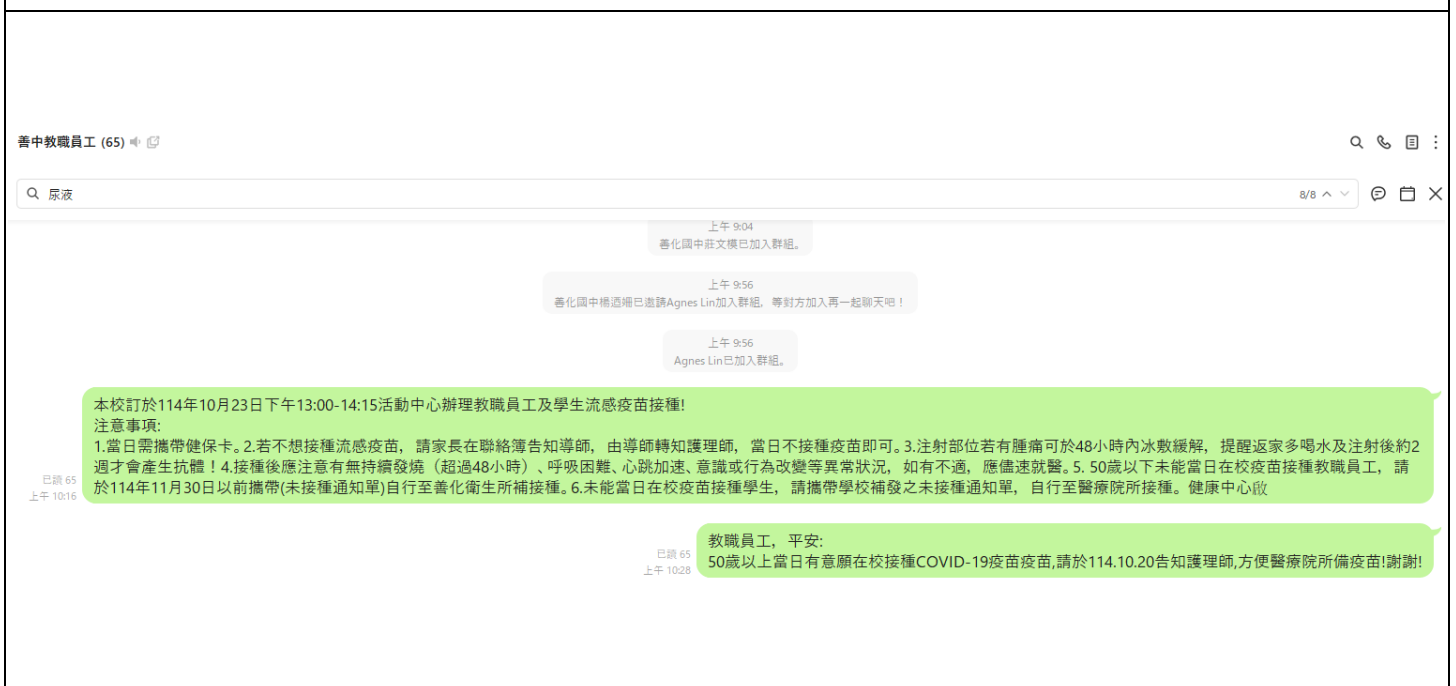 善中教職員工 (65)
尿液
8/8
上午 9:04
善化國中莊文模已加入群組。
上午 9:56
善化國中楊迺姍已邀請Agnes Lin加入群組，等對方加入再一起聊天吧！
上午 9:56
Agnes Lin已加入群組。
本校訂於114年10月23日下午13:00-14:15活動中心辦理教職員工及學生流感疫苗接種!
注意事項:
1.當日需攜帶健保卡。2.若不想接種流感疫苗，請家長在聯絡簿告知導師，由導師轉知護理師，當日不接種疫苗即可。3.注射部位若有腫痛可於48小時內冰敷緩解，提醒返家多喝水及注射後約2
週才會產生抗體！4.接種後應注意有無持續發燒（超過48小時）、呼吸困難、心跳加速、意識或行為改變等異常狀況，如有不適，應儘速就醫。5. 50歲以下未能當日在校疫苗接種教職員工，請
於114年11月30日以前攜帶(未接種通知單)自行至善化衛生所補接種。6.未能當日在校疫苗接種學生，請攜帶學校補發之未接種通知單，自行至醫療院所接種。健康中心啟
已讀 65
上午 10:16
教職員工，平安:
50歲以上當日有意願在校接種COVID-19疫苗疫苗,請於114.10.20告知護理師,方便醫療院所備疫苗!謝謝!
已讀 65
上午 10:28